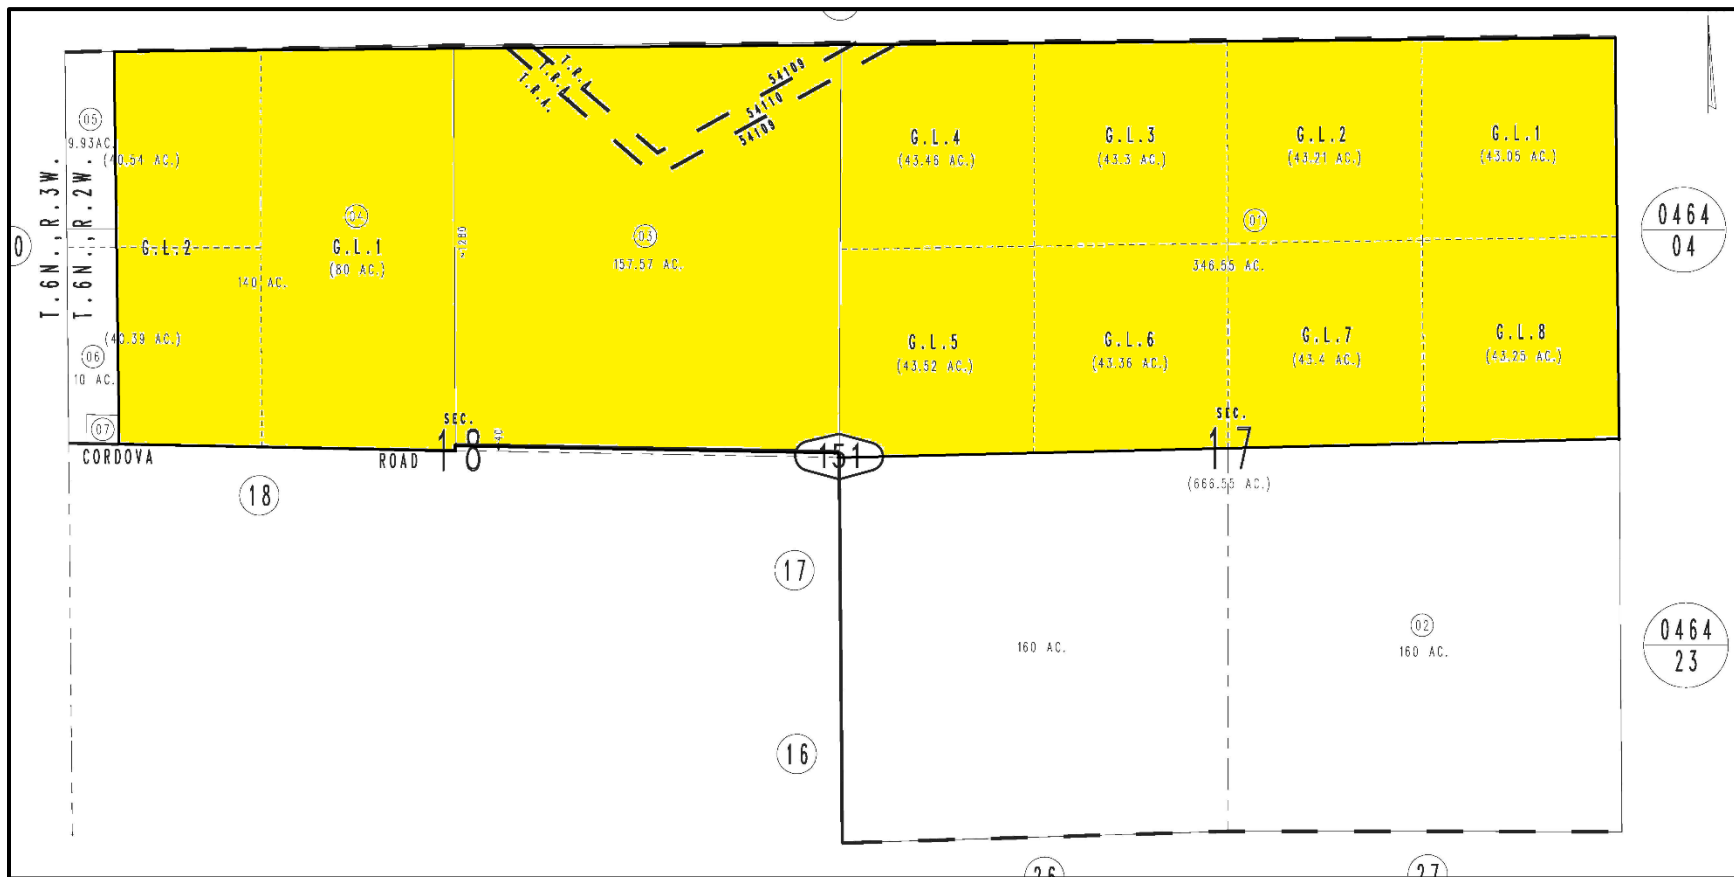 05
9.93AC.
(40.54 AC.)
T.6N.,R.3W.
T.6N.,R.2W.
0
G.L.2
140 AC.
(40.39 AC.)
06
10 AC.
07
CORDOVA
ROAD
04
G.L.1
(80 AC.)
SEC.
18
18
T.R.A.
T.R.A.
T.R.A.
54109
54110
54109
03
157.57 AC.
40
151
G.L.4
(43.46 AC.)
G.L.3
(43.3 AC.)
G.L.2
(43.21 AC.)
G.L.1
(43.05 AC.)
01
346.55 AC.
G.L.5
(43.52 AC.)
G.L.6
(43.36 AC.)
G.L.7
(43.4 AC.)
G.L.8
(43.25 AC.)
SEC.
17
(666.55 AC.)
0464
04
17
160 AC.
02
160 AC.
0464
23
16
26
27